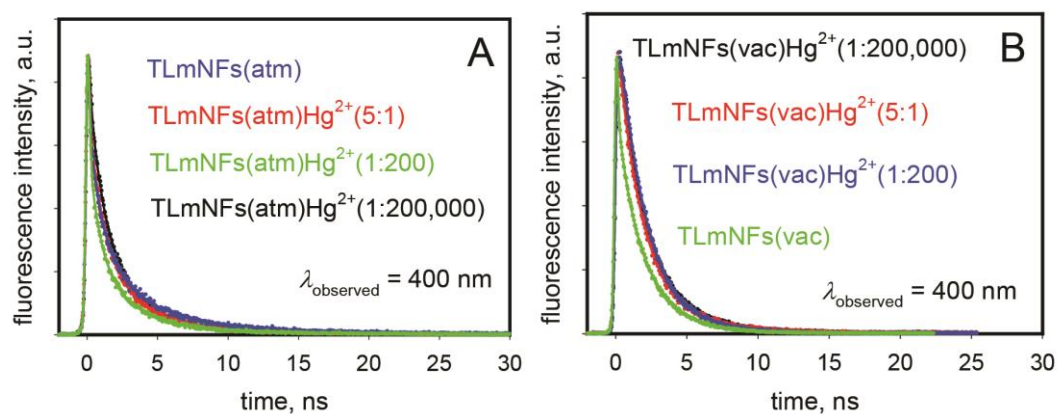 A
TLmNFs(atm)
TLmNFs(atm)Hg²⁺(5:1)
TLmNFs(atm)Hg²⁺(1:200)
TLmNFs(atm)Hg²⁺(1:200,000)
λobserved = 400 nm
fluorescence intensity, a.u.
0 5 10 15 20 25 30
time, ns
B
TLmNFs(vac)Hg²⁺(1:200,000)
TLmNFs(vac)Hg²⁺(5:1)
TLmNFs(vac)Hg²⁺(1:200)
TLmNFs(vac)
λobserved = 400 nm
fluorescence intensity, a.u.
0 5 10 15 20 25 30
time, ns